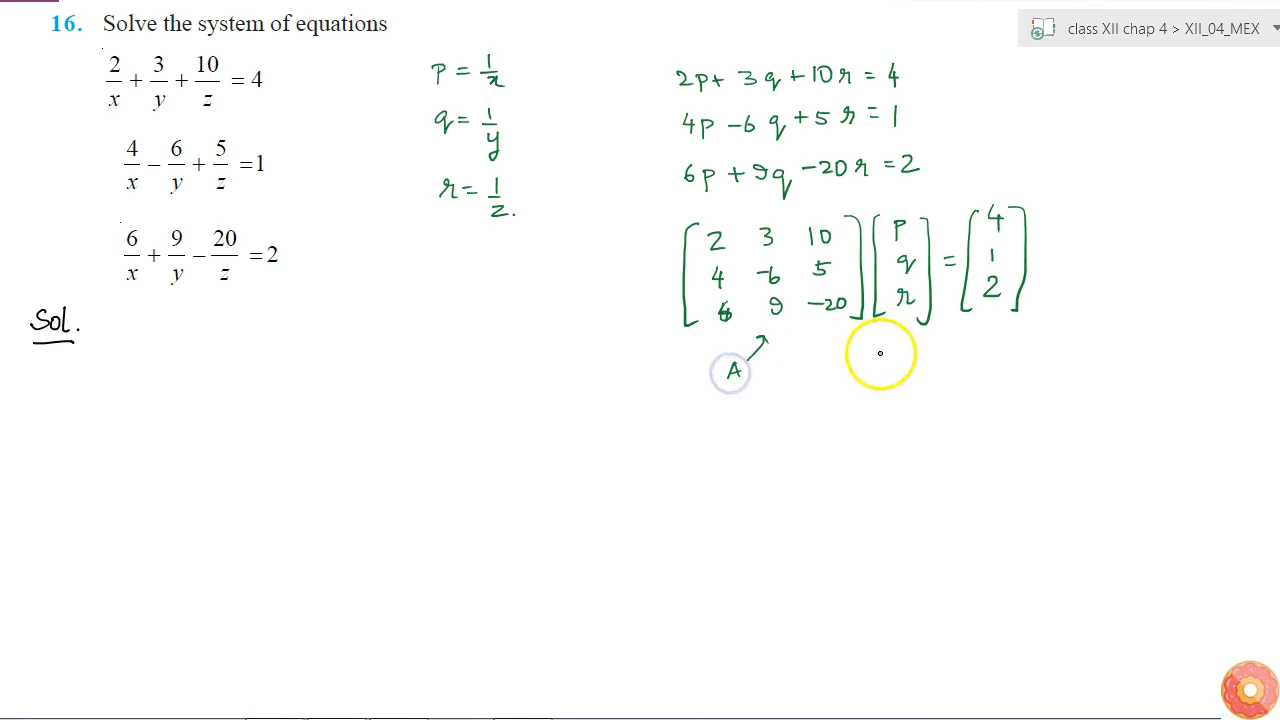 16. Solve the system of equations
class XII chap 4 > XII_04_MEX
2/x + 3/y + 10/z = 4
4/x − 6/y + 5/z = 1
6/x + 9/y − 20/z = 2
Sol.
p = 1/x
q = 1/y
r = 1/z.
2p + 3q + 10r = 4
4p − 6q + 5r = 1
6p + 9q − 20r = 2
[2 3 10] [p] = [4]
[4 -6 5] [q] [1]
[6 9 -20] [r] [2]
A